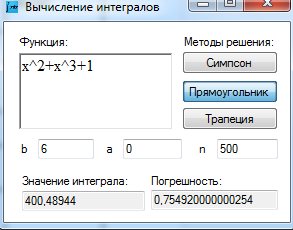 Вычисление интегралов
Функция: Методы решения:
x^2+x^3+1
Симпсон
Прямоугольник
Трапеция
b 6 a 0 n 500
Значение интеграла: Погрешность:
400,48944 0,754920000000254